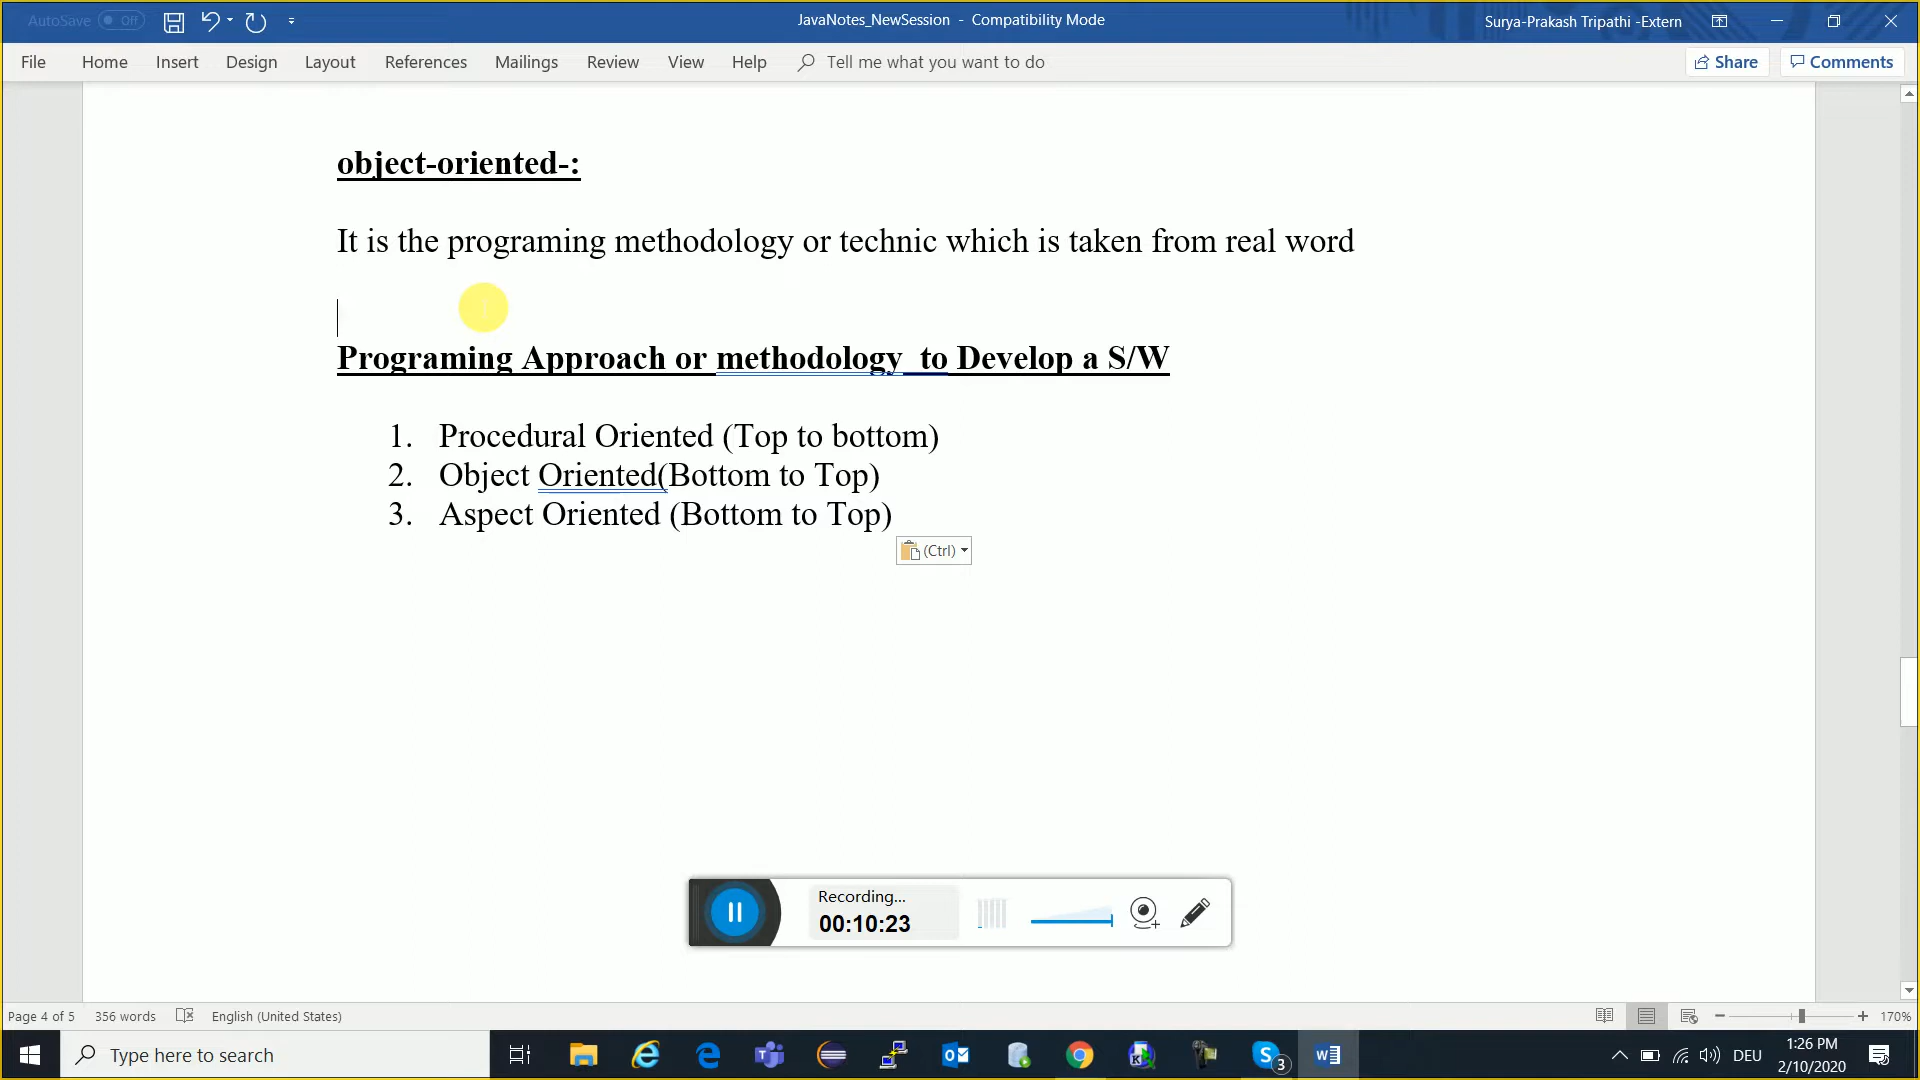 AutoSave Off
JavaNotes_NewSession - Compatibility Mode
Surya-Prakash Tripathi -Extern
File Home Insert Design Layout References Mailings Review View Help Tell me what you want to do
Share Comments
object-oriented-:
It is the programing methodology or technic which is taken from real word
Programing Approach or methodology to Develop a S/W
1. Procedural Oriented (Top to bottom)
2. Object Oriented(Bottom to Top)
3. Aspect Oriented (Bottom to Top)
(Ctrl)
Recording...
00:10:23
Page 4 of 5 356 words English (United States) 170%
Type here to search
3
DEU
1:26 PM
2/10/2020